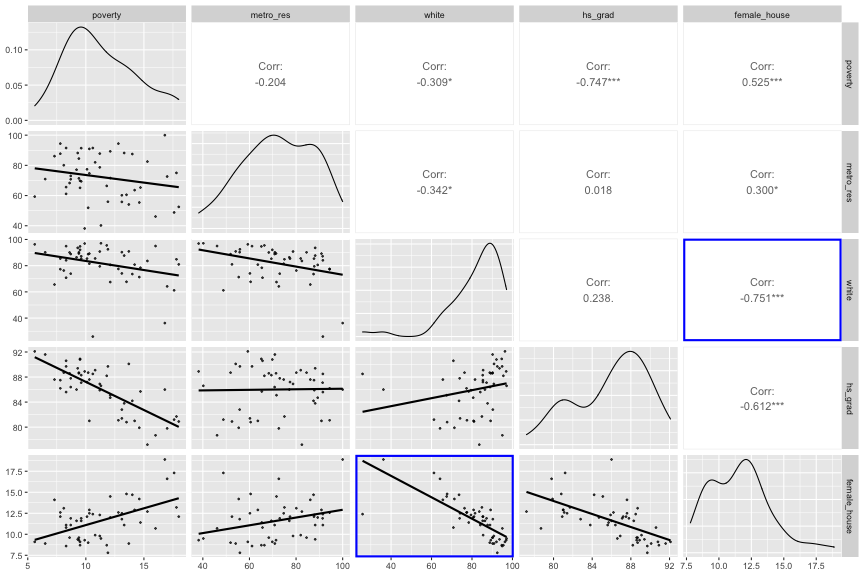 poverty metro_res white hs_grad female_house
0.10
0.05
0.00
Corr:
-0.204
Corr:
-0.309*
Corr:
-0.747***
Corr:
0.525***
poverty
100
80
60
40
Corr:
-0.342*
Corr:
0.018
Corr:
0.300*
metro_res
100
80
60
40
Corr:
0.238.
Corr:
-0.751***
white
92
88
84
80
Corr:
-0.612***
hs_grad
17.5
15.0
12.5
10.0
7.5
female_house
5 10 15 40 60 80 100 40 60 80 100 80 84 88 92 7.5 10.0 12.5 15.0 17.5